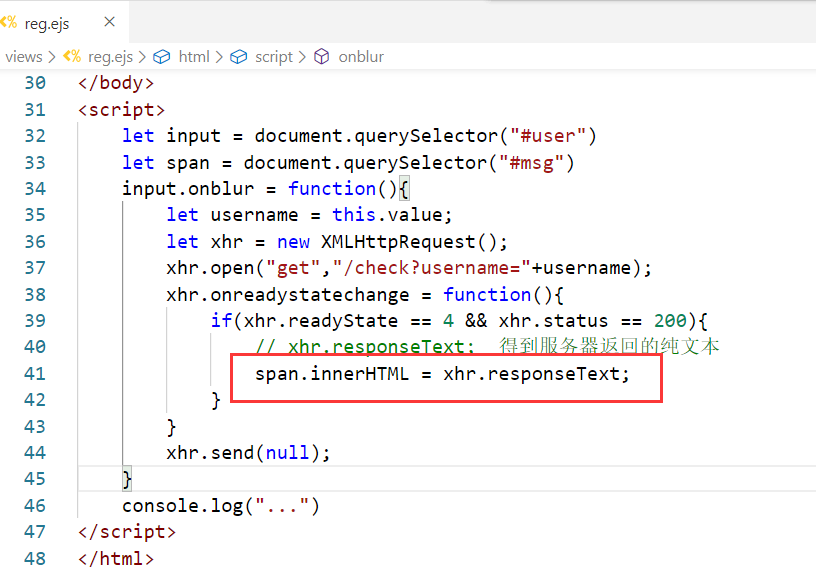 reg.ejs
views > reg.ejs > html > script > onblur
30 </body>
31 <script>
32 let input = document.querySelector("#user")
33 let span = document.querySelector("#msg")
34 input.onblur = function(){
35 let username = this.value;
36 let xhr = new XMLHttpRequest();
37 xhr.open("get","/check?username="+username);
38 xhr.onreadystatechange = function(){
39 if(xhr.readyState == 4 && xhr.status == 200){
40 // xhr.responseText; 得到服务器返回的纯文本
41 span.innerHTML = xhr.responseText;
42 }
43 }
44 xhr.send(null);
45 }
46 console.log("...")
47 </script>
48 </html>